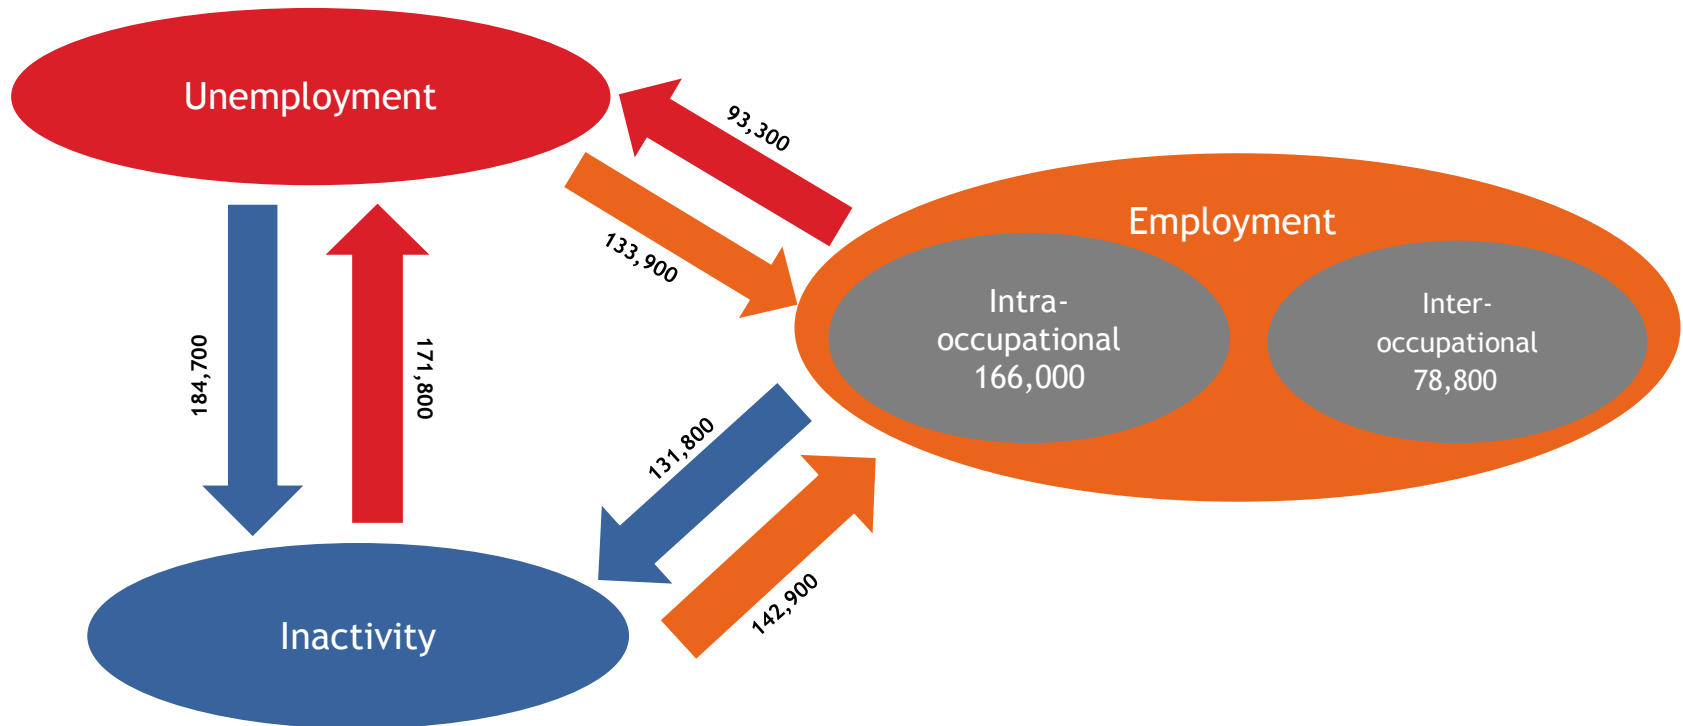 Unemployment
93,300
133,900
Employment
Intra-
occupational
166,000
Inter-
occupational
78,800
184,700
171,800
131,800
142,900
Inactivity